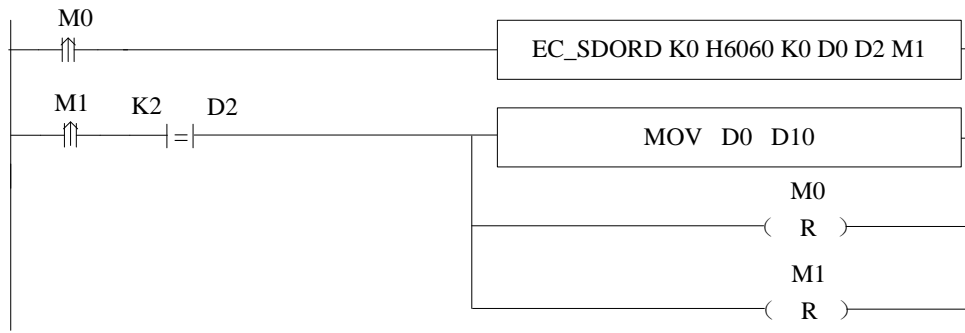 M0
EC_SDORD K0 H6060 K0 D0 D2 M1
M1 K2 = D2
MOV D0 D10
M0
( R )
M1
( R )